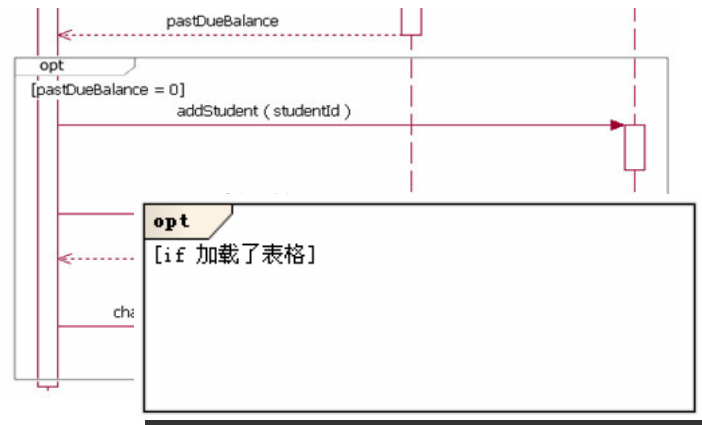 pastDueBalance
opt
[pastDueBalance = 0]
addStudent ( studentId )
opt
[if 加载了表格]